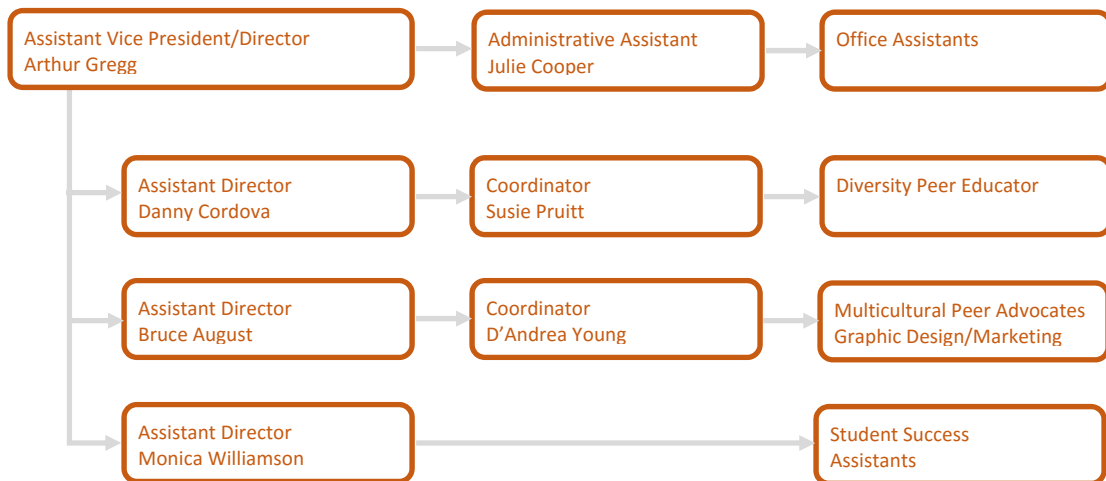 Assistant Vice President/Director
Arthur Gregg
Administrative Assistant
Julie Cooper
Office Assistants
Assistant Director
Danny Cordova
Coordinator
Susie Pruitt
Diversity Peer Educator
Assistant Director
Bruce August
Coordinator
D’Andrea Young
Multicultural Peer Advocates
Graphic Design/Marketing
Assistant Director
Monica Williamson
Student Success
Assistants